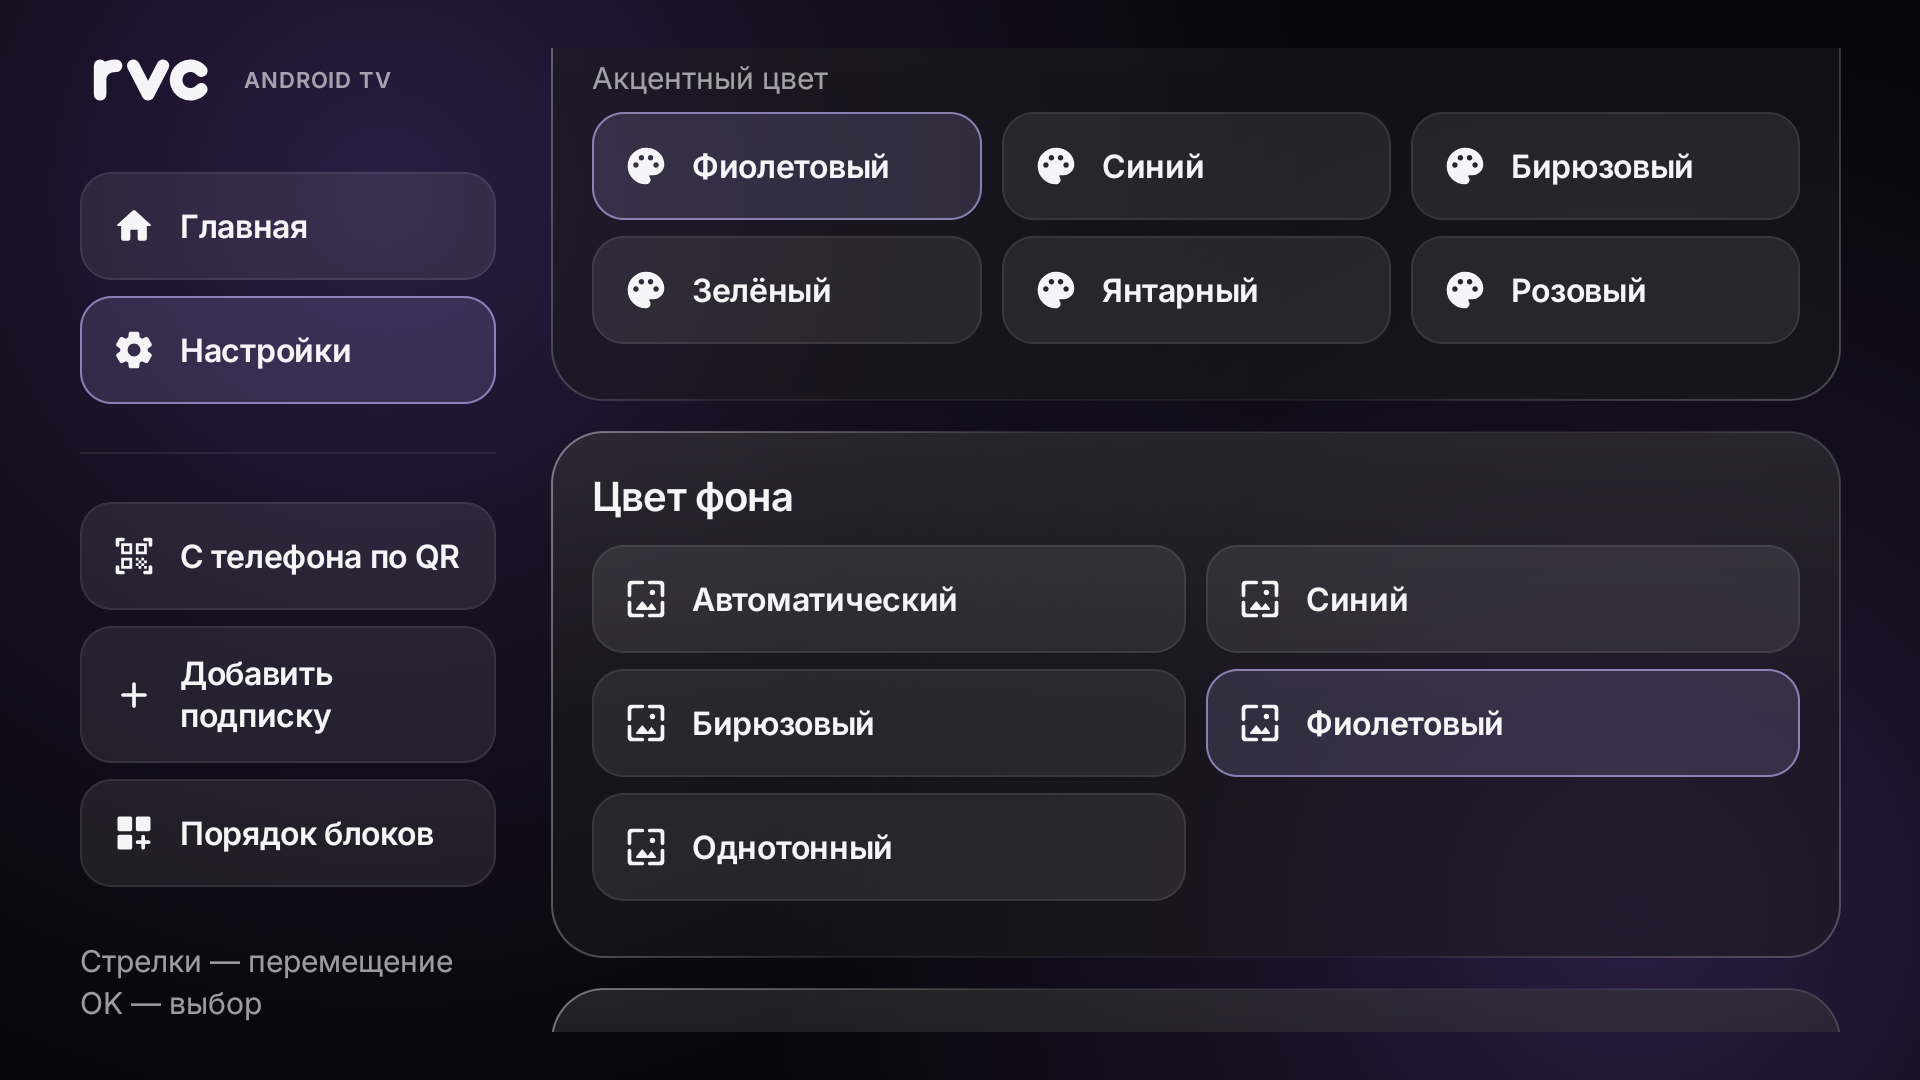 rvc ANDROID TV
Главная
Настройки
С телефона по QR
Добавить
подписку
Порядок блоков
Стрелки — перемещение
OK — выбор
Акцентный цвет
Фиолетовый
Синий
Бирюзовый
Зелёный
Янтарный
Розовый
Цвет фона
Автоматический
Синий
Бирюзовый
Фиолетовый
Однотонный